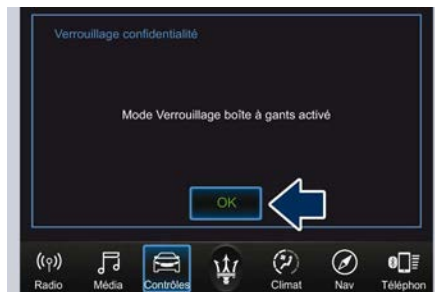 Verrouillage confidentialité
Mode Verrouillage boîte à gants activé
OK
Radio Média Contrôles Climat Nav Téléphon